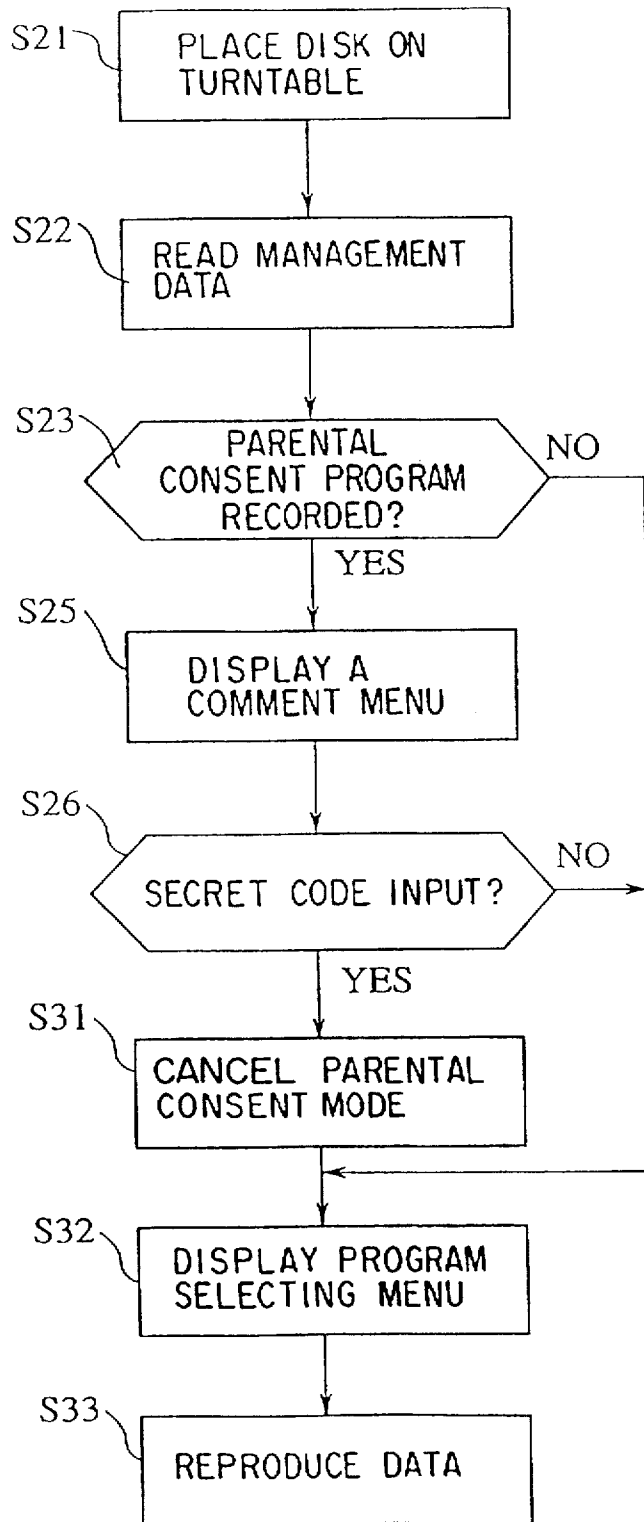 S21
PLACE DISK ON
TURNTABLE
S22
READ MANAGEMENT
DATA
S23
PARENTAL
CONSENT PROGRAM
RECORDED?
NO
YES
S25
DISPLAY A
COMMENT MENU
S26
SECRET CODE INPUT?
NO
YES
S31
CANCEL PARENTAL
CONSENT MODE
S32
DISPLAY PROGRAM
SELECTING MENU
S33
REPRODUCE DATA